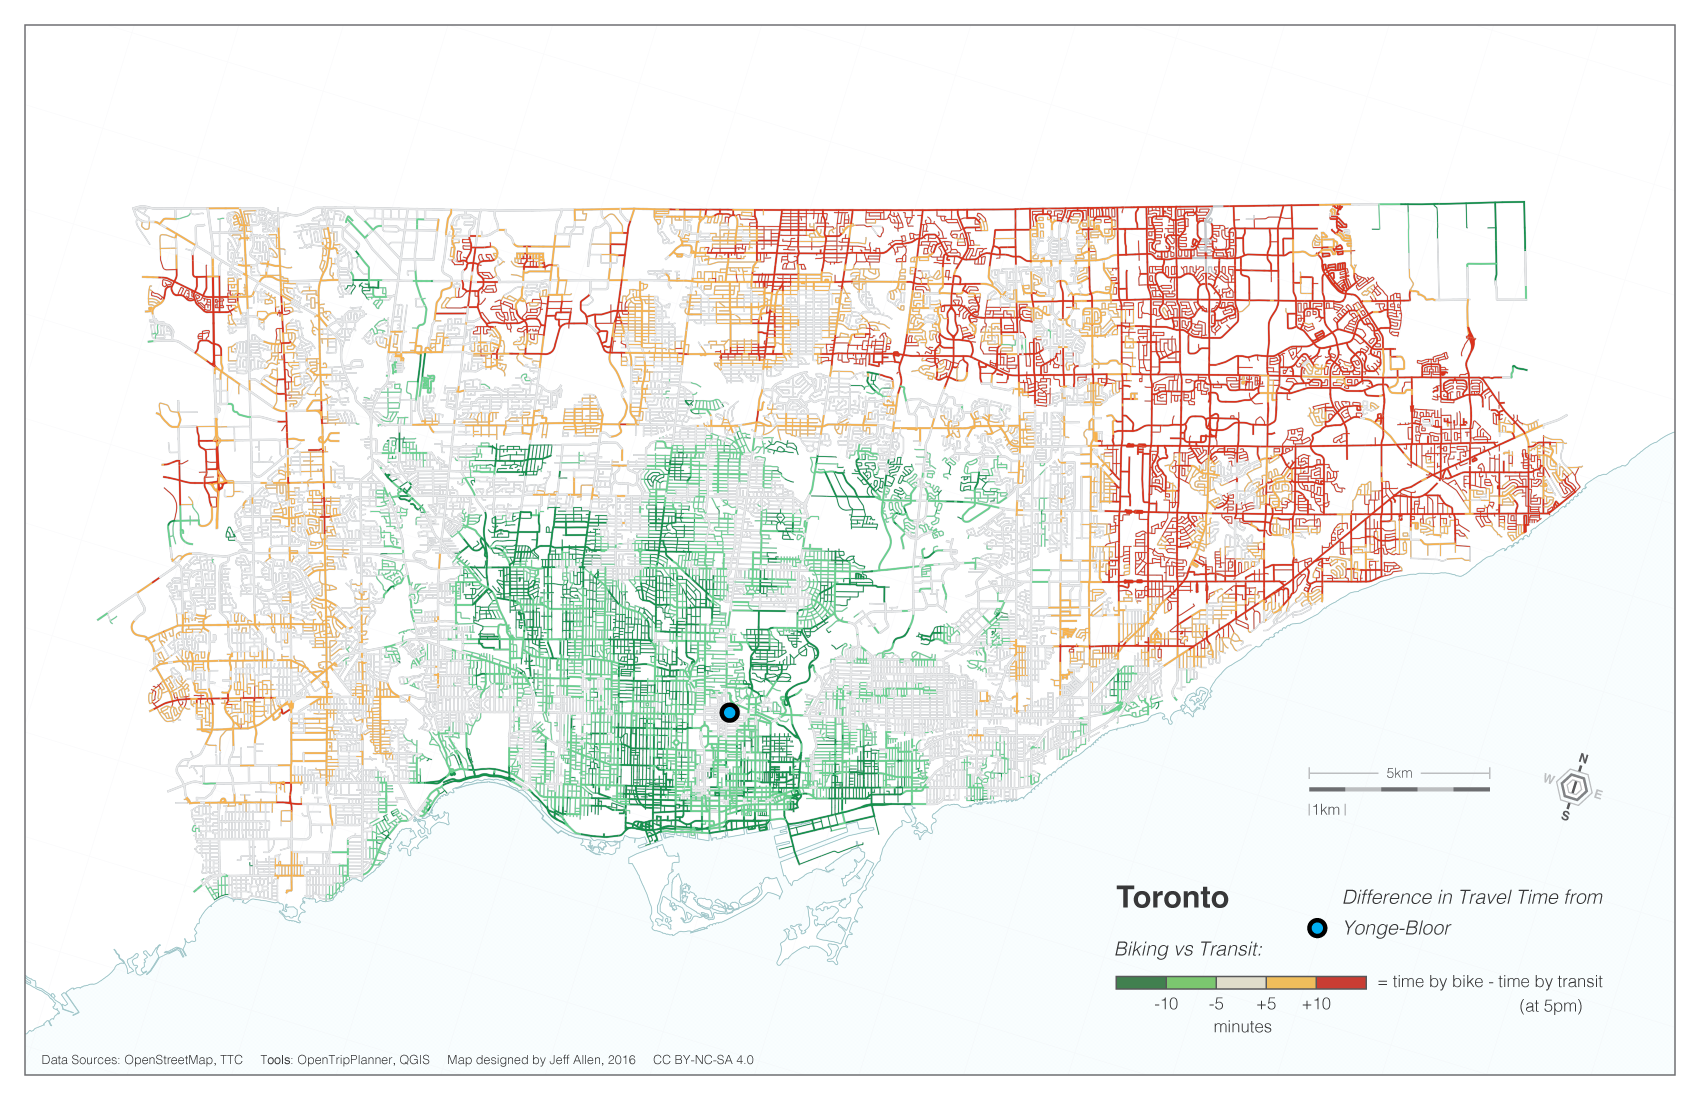 N
W
E
S
5km
1km
Toronto
Difference in Travel Time from
Yonge-Bloor
Biking vs Transit:
= time by bike - time by transit
(at 5pm)
-10 -5 +5 +10
minutes
Data Sources: OpenStreetMap, TTC Tools: OpenTripPlanner, QGIS Map designed by Jeff Allen, 2016 CC BY-NC-SA 4.0